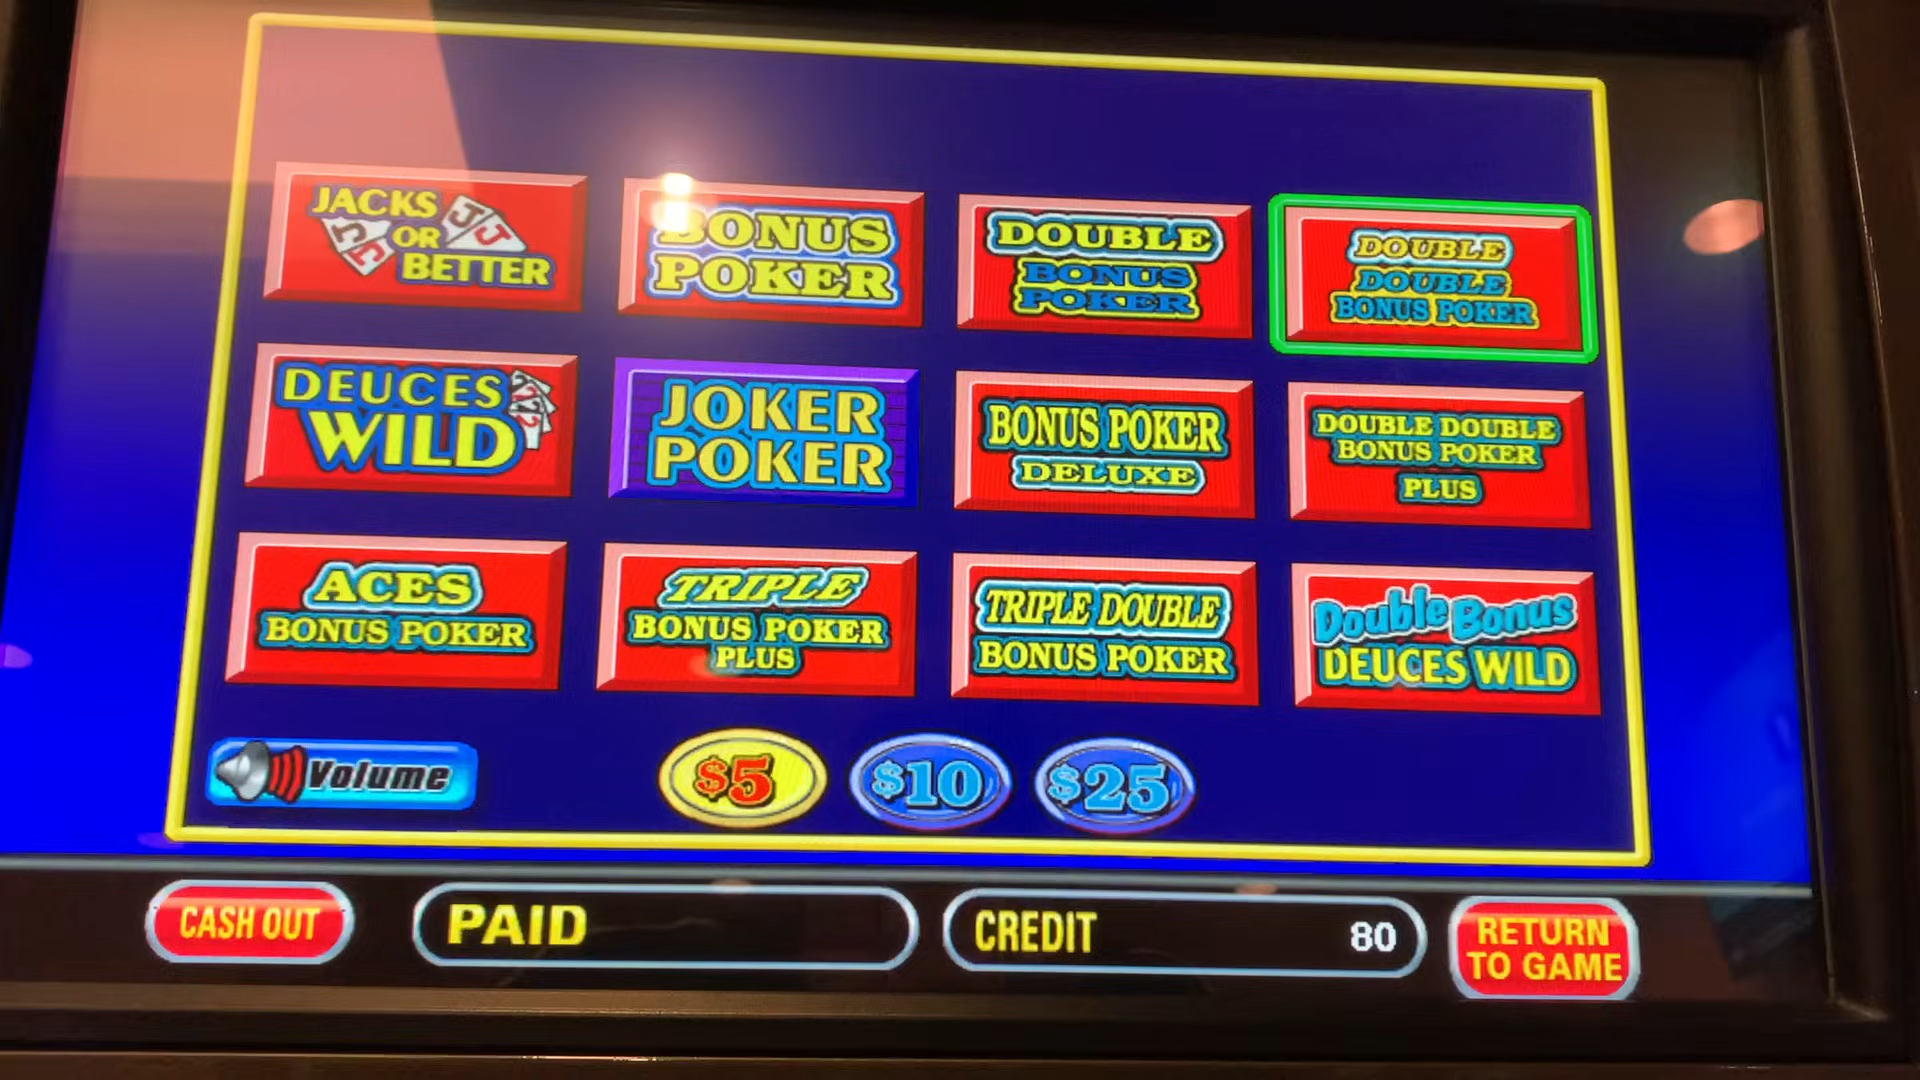 JACKS
OR
BETTER
BONUS
POKER
DOUBLE
BONUS
POKER
DOUBLE
DOUBLE
BONUS POKER
DEUCES
WILD
JOKER
POKER
BONUS POKER
DELUXE
DOUBLE DOUBLE
BONUS POKER
PLUS
ACES
BONUS POKER
TRIPLE
BONUS POKER
PLUS
TRIPLE DOUBLE
BONUS POKER
Double Bonus
DEUCES WILD
Volume
$5
$10
$25
CASH OUT
PAID
CREDIT 80
RETURN
TO GAME